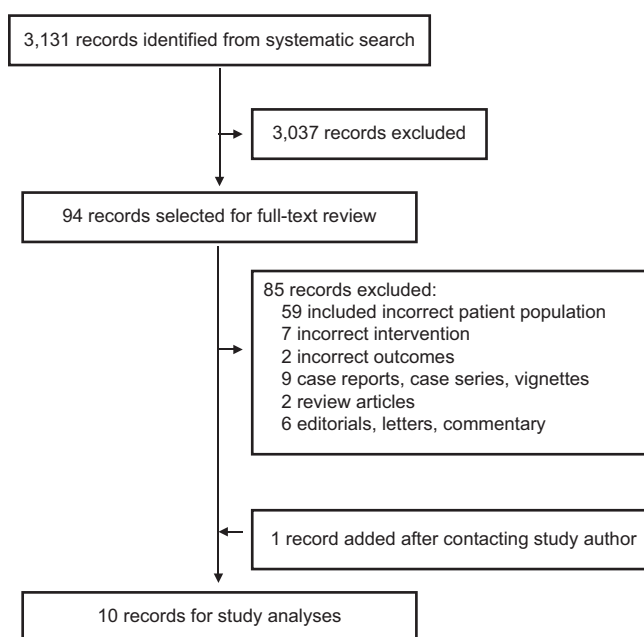 3,131 records identified from systematic search
3,037 records excluded
94 records selected for full-text review
85 records excluded:
59 included incorrect patient population
7 incorrect intervention
2 incorrect outcomes
9 case reports, case series, vignettes
2 review articles
6 editorials, letters, commentary
1 record added after contacting study author
10 records for study analyses